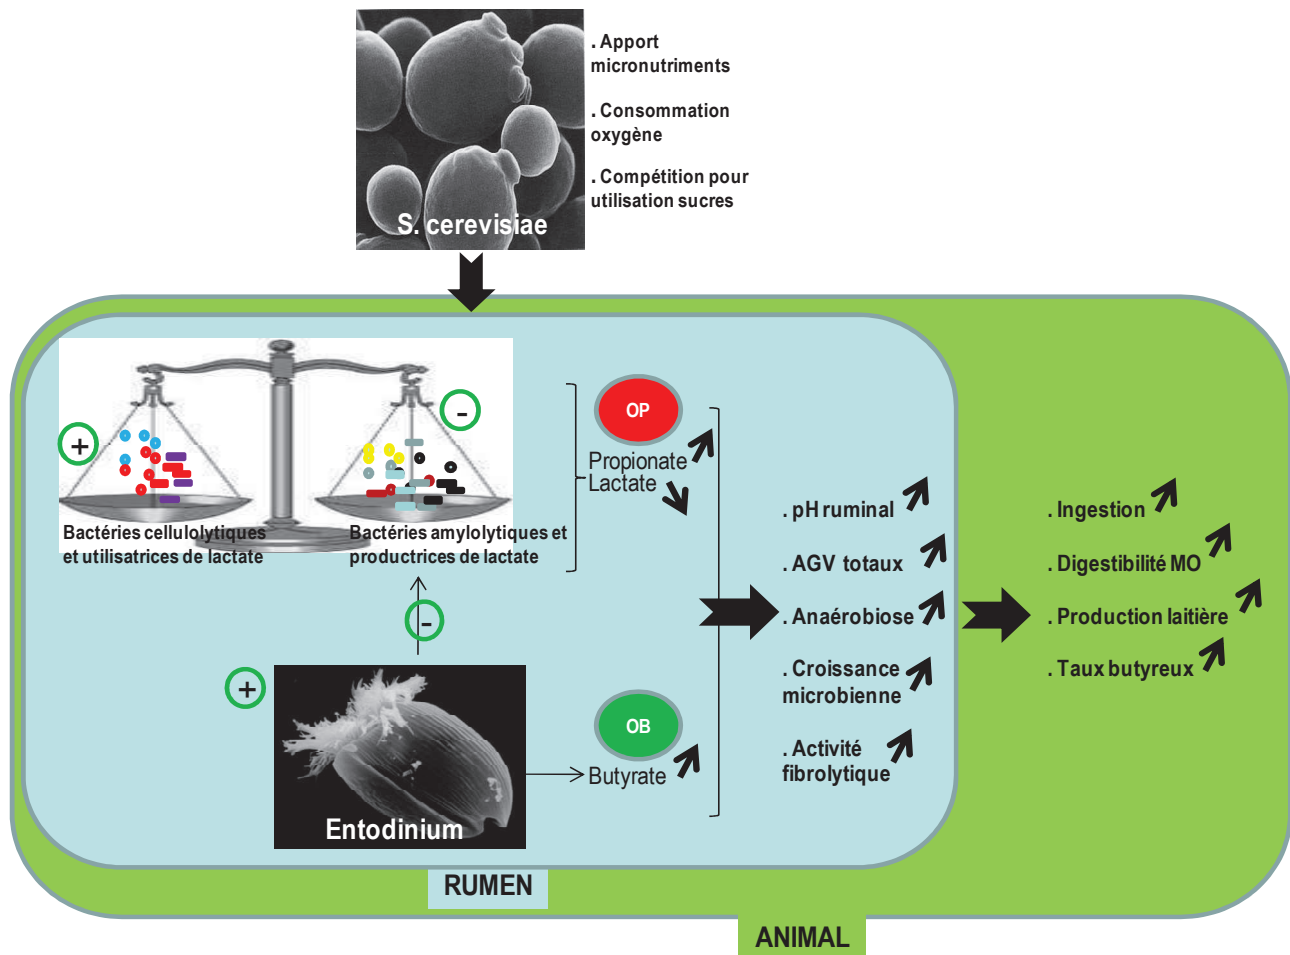 . Apport
micronutriments
. Consommation
oxygène
. Compétition pour
utilisation sucres
S. cerevisiae
+
-
Bactéries cellulolytiques
et utilisatrices de lactate
Bactéries amylolytiques et
productrices de lactate
OP
Propionate
Lactate
-
+
Entodinium
OB
Butyrate
. pH ruminal
. AGV totaux
. Anaérobiose
. Croissance
microbienne
. Activité
fibrolytique
. Ingestion
. Digestibilité MO
. Production laitière
. Taux butyreux
RUMEN
ANIMAL